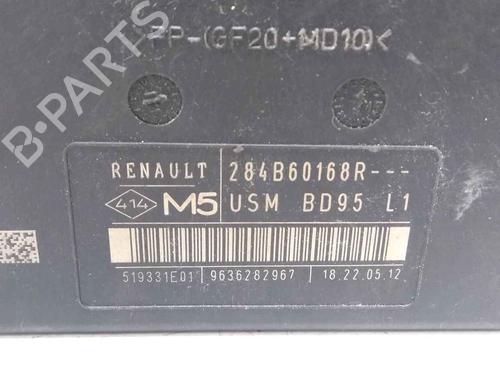 >PP-(GF20+MD10)<
RENAULT 284B60168R---
414 M5 USM BD95 L1
519331E01 9636282967 18.22.05.12
B-PARTS